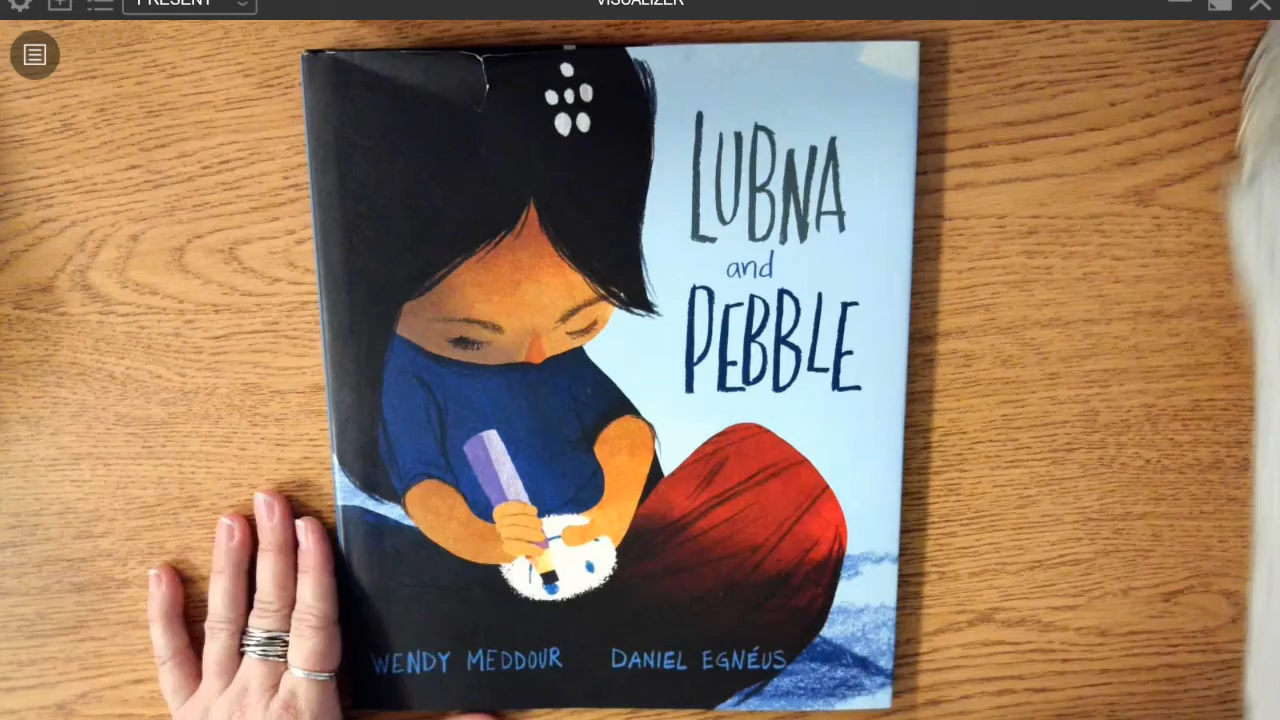 PRESENT
VISUALIZER
LUBNA
and
PEBBLE
WENDY MEDDOUR DANIEL EGNÉUS